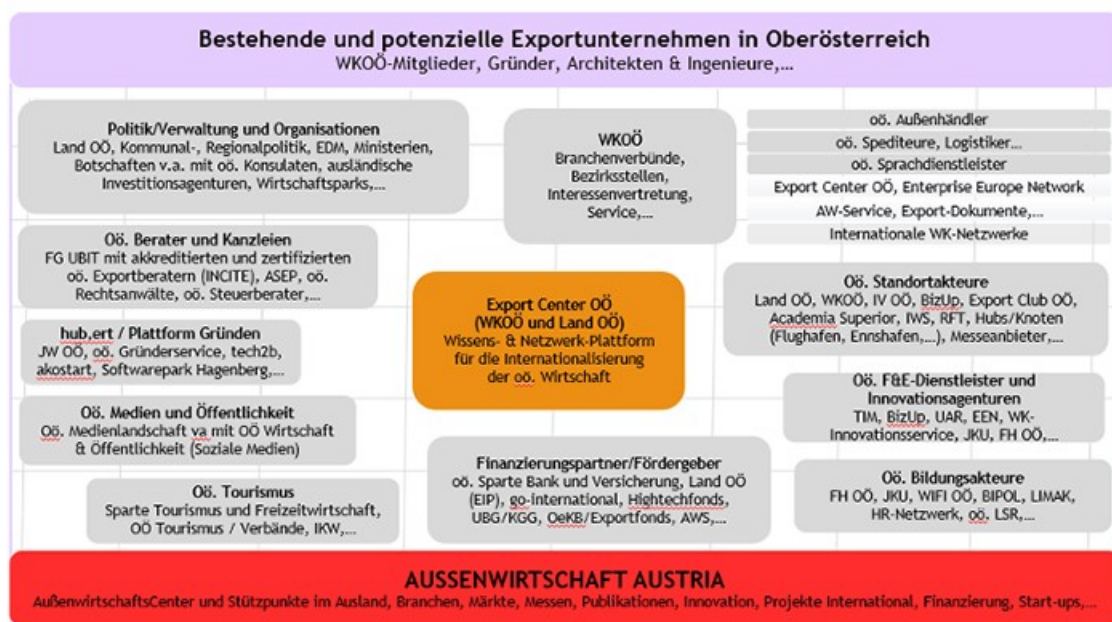 Bestehende und potenzielle Exportunternehmen in Oberösterreich
WKOÖ-Mitglieder, Gründer, Architekten & Ingenieure,...
Politik/Verwaltung und Organisationen
Land OÖ, Kommunal-, Regionalpolitik, EDM, Ministerien,
Botschaften v.a. mit oö. Konsulaten, ausländische
Investitionsagenturen, Wirtschaftsparks,...
WKOÖ
Branchenverbünde,
Bezirksstellen,
Interessenvertretung,
Service,...
oö. Außenhändler
oö. Spediteure, Logistiker...
oö. Sprachdienstleister
Export Center OÖ, Enterprise Europe Network
AW-Service, Export-Dokumente,...
Internationale WK-Netzwerke
Oö. Berater und Kanzleien
FG UBIT mit akkreditierten und zertifizierten
oö. Exportberatern (INCITE), ASEP, oö.
Rechtsanwälte, oö. Steuerberater,...
Export Center OÖ
(WKOÖ und Land OÖ)
Wissens- & Netzwerk-Plattform
für die Internationalisierung
der oö. Wirtschaft
Oö. Standortakteure
Land OÖ, WKOÖ, IV OÖ, BizUp, Export Club OÖ,
Academia Superior, IWS, RFT, Hubs/Knoten
(Flughafen, Ennshafen,...), Messeanbieter,...
hub.ert / Plattform Gründen
JW OÖ, oö. Gründerservice, tech2b,
akostart, Softwarepark Hagenberg,...
Oö. F&E-Dienstleister und
Innovationsagenturen
TIM, BizUp, UAR, EEN, WK-
Innovationsservice, JKU, FH OÖ,...
Oö. Medien und Öffentlichkeit
Oö. Medienlandschaft va mit OÖ Wirtschaft
& Öffentlichkeit (Soziale Medien)
Finanzierungspartner/Fördergeber
oö. Sparte Bank und Versicherung, Land OÖ
(EIP), go-international, Hightechfonds,
UBG/KGG, OeKB/Exportfonds, AWS,...
Oö. Bildungsakteure
FH OÖ, JKU, WIFI OÖ, BIPOL, LIMAK,
HR-Netzwerk, oö. LSR,...
Oö. Tourismus
Sparte Tourismus und Freizeitwirtschaft,
OÖ Tourismus / Verbände, IKW,...
AUSSENWIRTSCHAFT AUSTRIA
AußenwirtschaftsCenter und Stützpunkte im Ausland, Branchen, Märkte, Messen, Publikationen, Innovation, Projekte International, Finanzierung, Start-ups,...